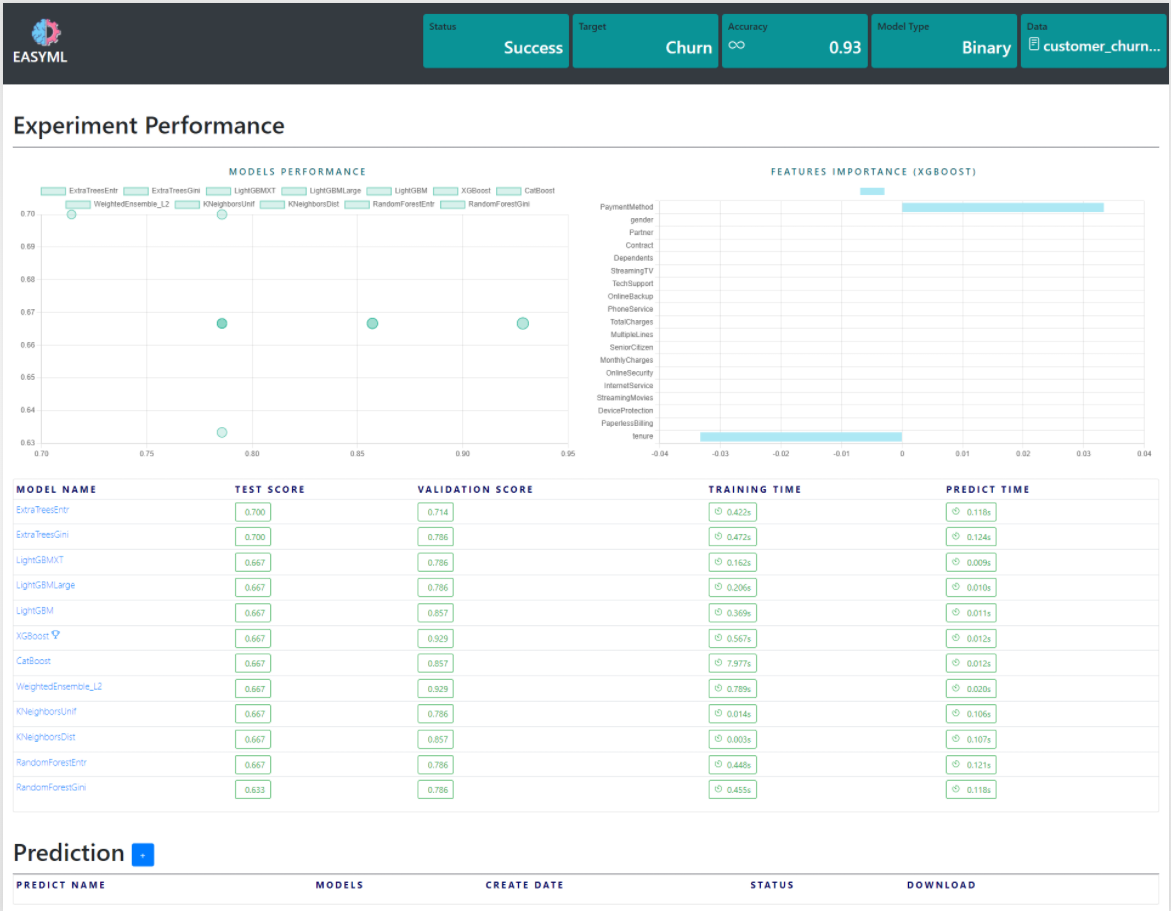 EASYML
Status
Success
Target
Churn
Accuracy
0.93
Model Type
Binary
Data
customer_churn...
Experiment Performance
MODELS PERFORMANCE
ExtraTreesEntr ExtraTreesGini LightGBMXT LightGBMLarge LightGBM XGBoost CatBoost
WeightedEnsemble_L2 KNeighborsUnif KNeighborsDist RandomForestEntr RandomForestGini
0.70
0.69
0.68
0.67
0.66
0.65
0.64
0.63
0.70 0.75 0.80 0.85 0.90 0.95
FEATURES IMPORTANCE (XGBOOST)
PaymentMethod
gender
Partner
Contract
Dependents
StreamingTV
TechSupport
OnlineBackup
PhoneService
TotalCharges
MultipleLines
SeniorCitizen
MonthlyCharges
OnlineSecurity
InternetService
StreamingMovies
DeviceProtection
PaperlessBilling
tenure
-0.04 -0.03 -0.02 -0.01 0 0.01 0.02 0.03 0.04
MODEL NAME TEST SCORE VALIDATION SCORE TRAINING TIME PREDICT TIME
ExtraTreesEntr 0.700 0.714 0.422s 0.118s
ExtraTreesGini 0.700 0.786 0.472s 0.124s
LightGBMXT 0.667 0.786 0.162s 0.009s
LightGBMLarge 0.667 0.786 0.206s 0.010s
LightGBM 0.667 0.857 0.369s 0.011s
XGBoost 0.667 0.929 0.567s 0.012s
CatBoost 0.667 0.857 7.977s 0.012s
WeightedEnsemble_L2 0.667 0.929 0.789s 0.020s
KNeighborsUnif 0.667 0.786 0.014s 0.106s
KNeighborsDist 0.667 0.857 0.003s 0.107s
RandomForestEntr 0.667 0.786 0.448s 0.121s
RandomForestGini 0.633 0.786 0.455s 0.118s
Prediction +
PREDICT NAME MODELS CREATE DATE STATUS DOWNLOAD